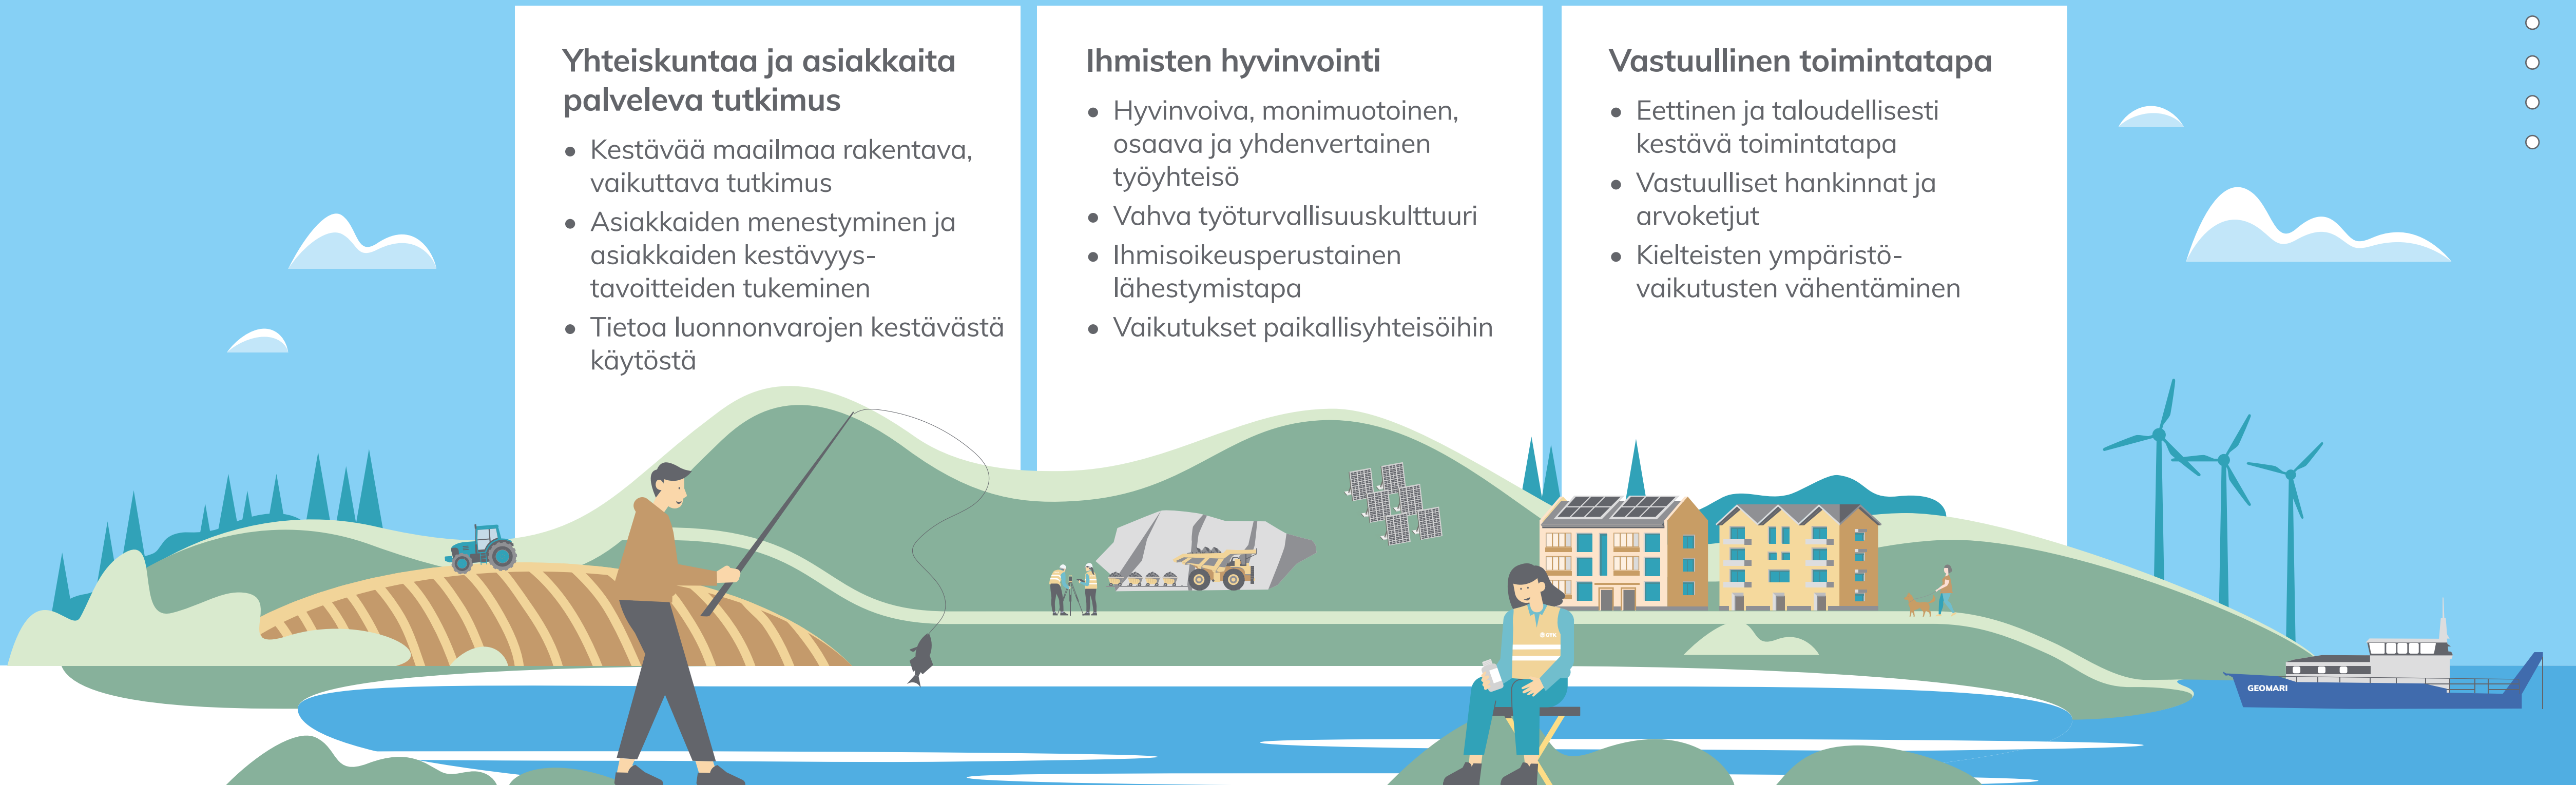 Yhteiskuntaa ja asiakkaita
palveleva tutkimus
• Kestävää maailmaa rakentava,
vaikuttava tutkimus
• Asiakkaiden menestyminen ja
asiakkaiden kestävyys-
tavoitteiden tukeminen
• Tietoa luonnonvarojen kestävästä
käytöstä
Ihmisten hyvinvointi
• Hyvinvoiva, monimuotoinen,
osaava ja yhdenvertainen
työyhteisö
• Vahva työturvallisuuskulttuuri
• Ihmisoikeusperustainen
lähestymistapa
• Vaikutukset paikallisyhteisöihin
Vastuullinen toimintatapa
• Eettinen ja taloudellisesti
kestävä toimintatapa
• Vastuulliset hankinnat ja
arvoketjut
• Kielteisten ympäristö-
vaikutusten vähentäminen
GTK
GEOMARI